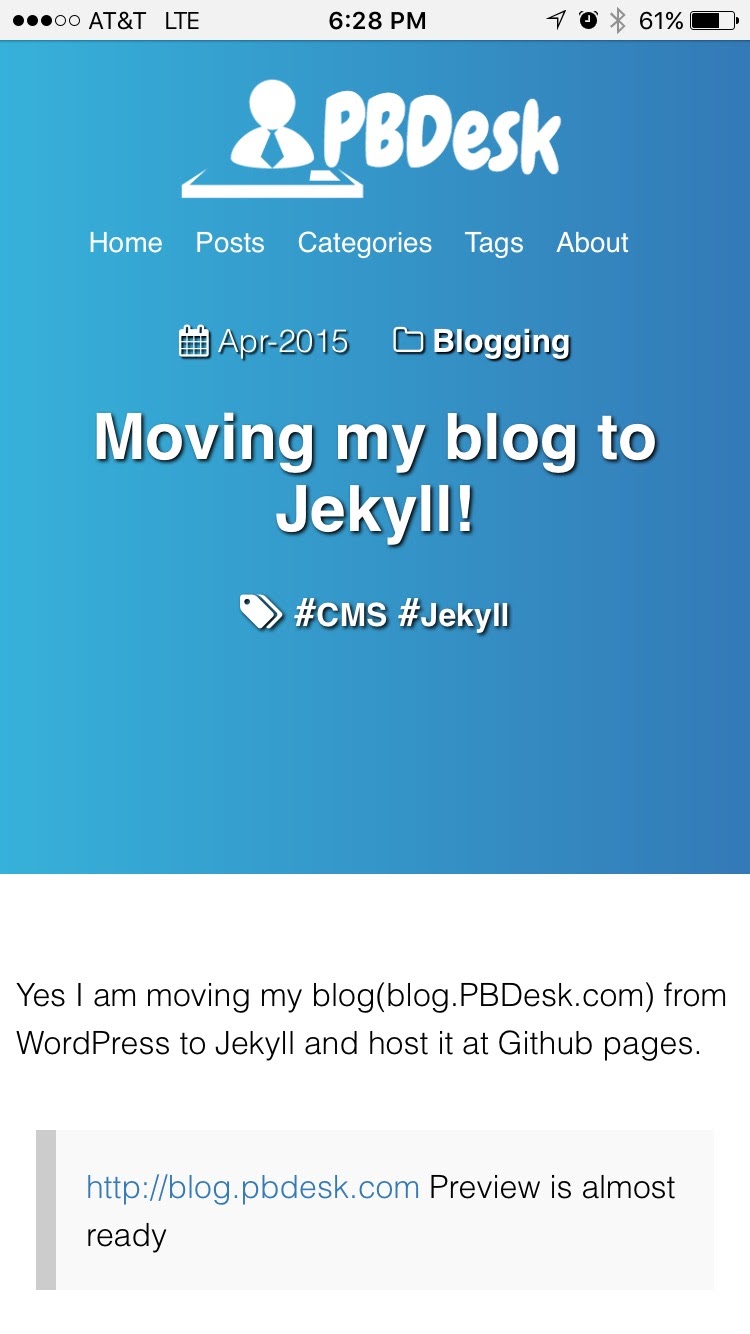 AT&T LTE 6:28 PM 61%
PBDesk
Home Posts Categories Tags About
Apr-2015 Blogging
Moving my blog to
Jekyll!
#CMS #Jekyll
Yes I am moving my blog(blog.PBDesk.com) from
WordPress to Jekyll and host it at Github pages.
http://blog.pbdesk.com Preview is almost
ready